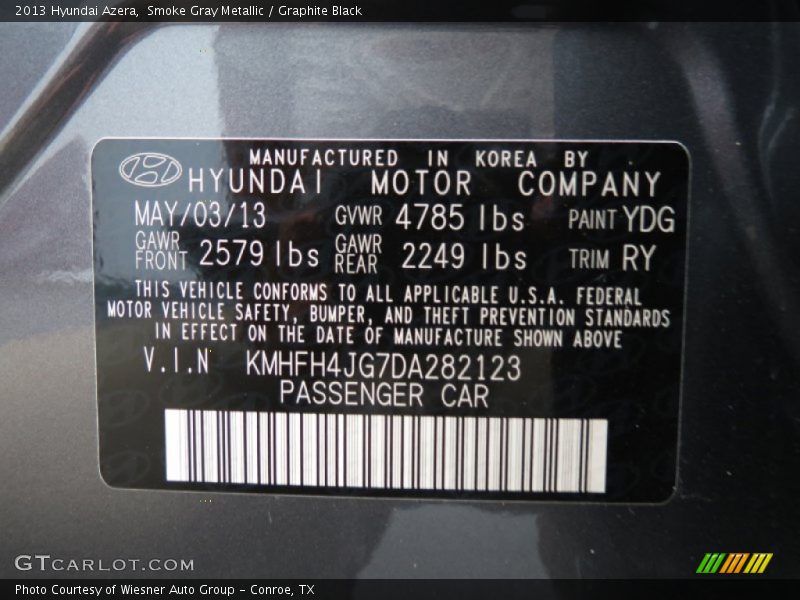 2013 Hyundai Azera, Smoke Gray Metallic / Graphite Black
MANUFACTURED IN KOREA BY
HYUNDAI MOTOR COMPANY
MAY/03/13 GVWR 4785 lbs PAINT YDG
GAWR FRONT 2579 lbs GAWR REAR 2249 lbs TRIM RY
THIS VEHICLE CONFORMS TO ALL APPLICABLE U.S.A. FEDERAL
MOTOR VEHICLE SAFETY, BUMPER, AND THEFT PREVENTION STANDARDS
IN EFFECT ON THE DATE OF MANUFACTURE SHOWN ABOVE
V.I.N KMHFH4JG7DA282123
PASSENGER CAR
GTCARLOT.COM
Photo Courtesy of Wiesner Auto Group - Conroe, TX